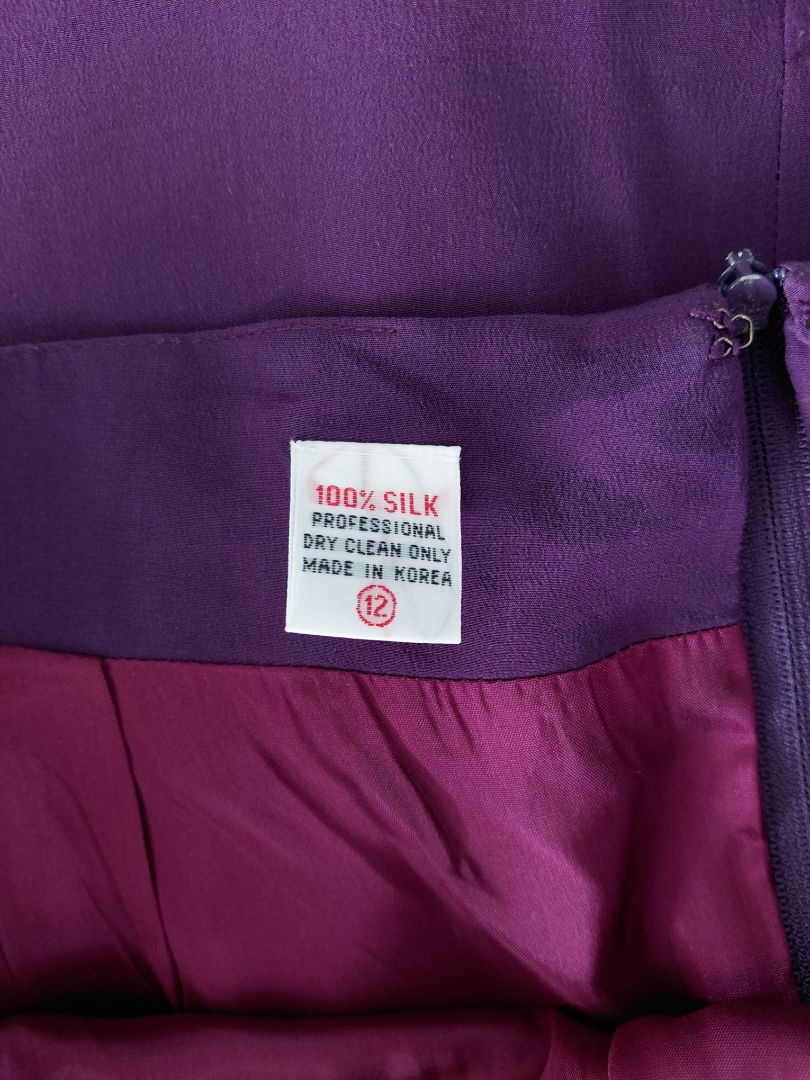 100% SILK
PROFESSIONAL
DRY CLEAN ONLY
MADE IN KOREA
12